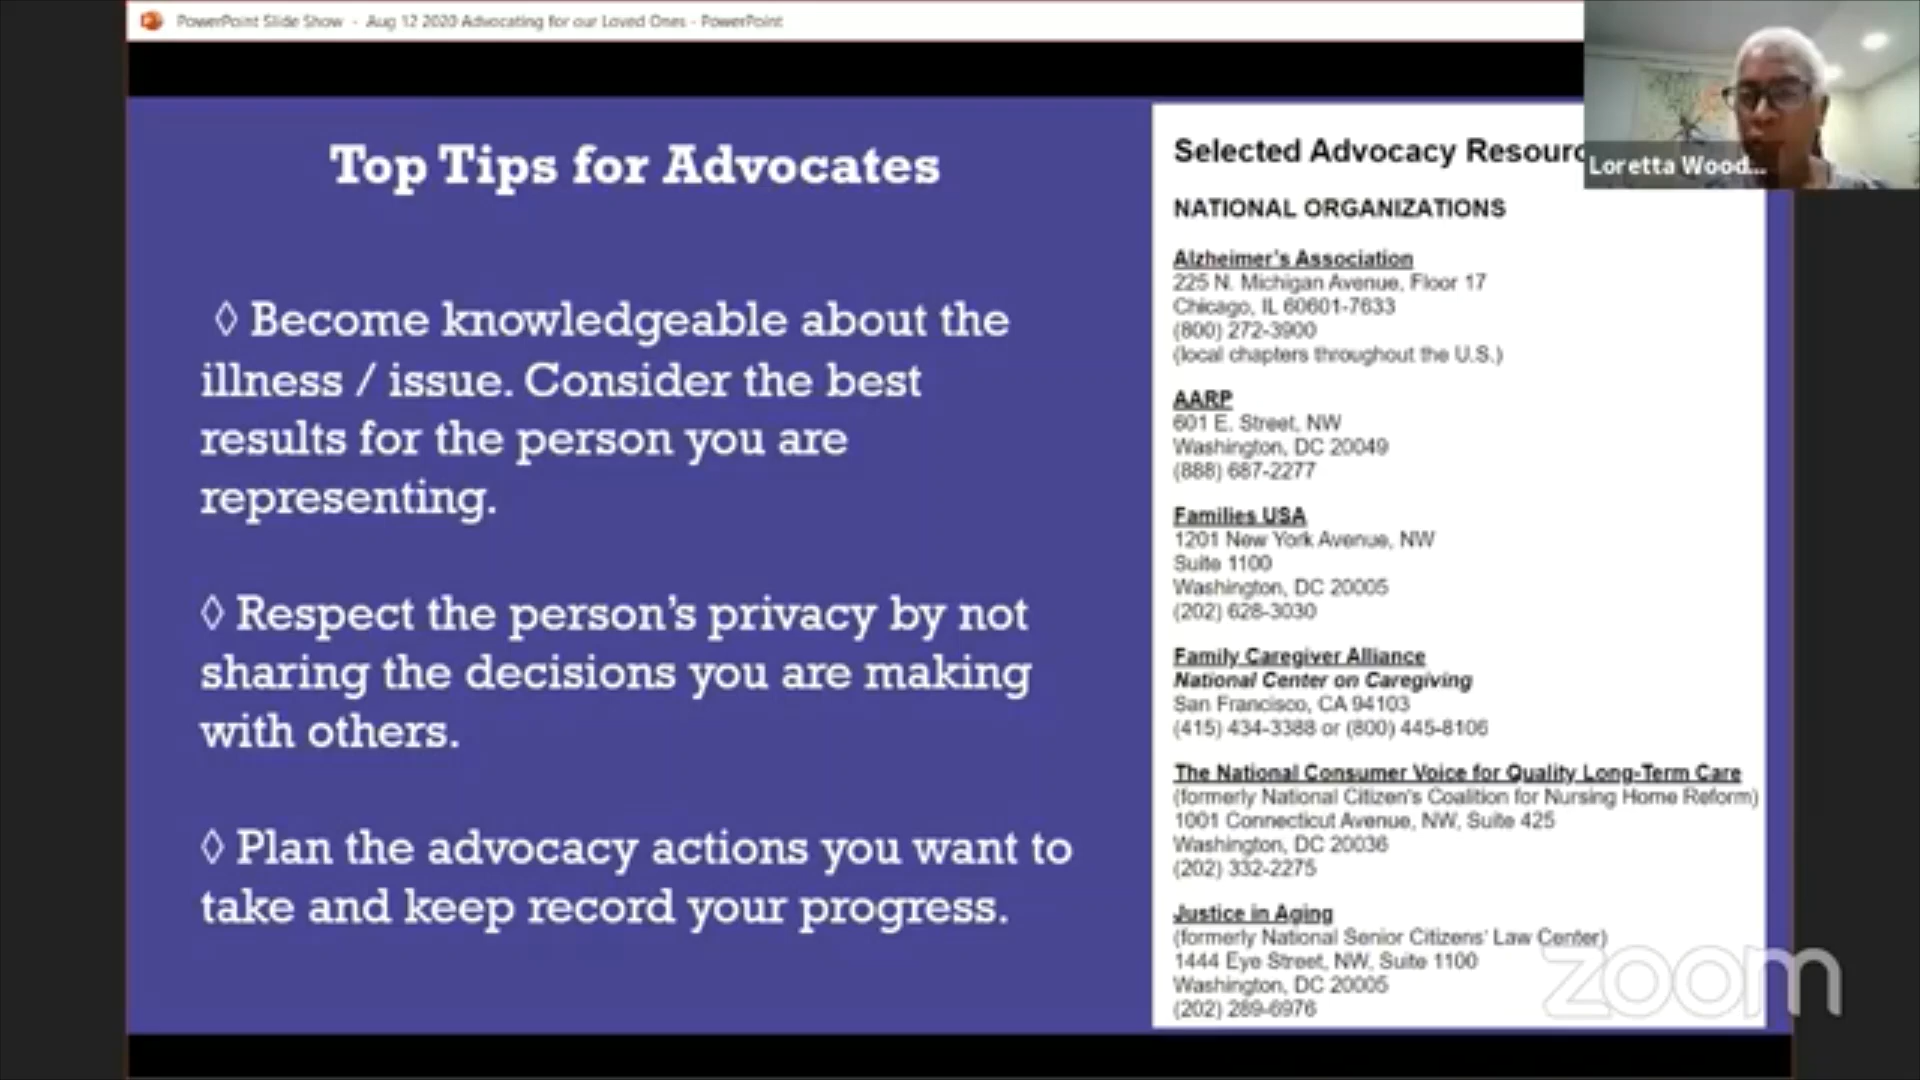 PowerPoint Slide Show - Aug 12 2020 Advocating for our Loved Ones - PowerPoint
Top Tips for Advocates
◊ Become knowledgeable about the
illness / issue. Consider the best
results for the person you are
representing.
◊ Respect the person's privacy by not
sharing the decisions you are making
with others.
◊ Plan the advocacy actions you want to
take and keep record your progress.
Selected Advocacy Resourc
NATIONAL ORGANIZATIONS
Alzheimer's Association
225 N. Michigan Avenue, Floor 17
Chicago, IL 60601-7633
(800) 272-3900
(local chapters throughout the U.S.)
AARP
601 E. Street, NW
Washington, DC 20049
(888) 687-2277
Families USA
1201 New York Avenue, NW
Suite 1100
Washington, DC 20005
(202) 628-3030
Family Caregiver Alliance
National Center on Caregiving
San Francisco, CA 94103
(415) 434-3388 or (800) 445-8106
The National Consumer Voice for Quality Long-Term Care
(formerly National Citizen's Coalition for Nursing Home Reform)
1001 Connecticut Avenue, NW, Suite 425
Washington, DC 20036
(202) 332-2275
Justice in Aging
(formerly National Senior Citizens' Law Center)
1444 Eye Street, NW, Suite 1100
Washington, DC 20005
(202) 289-6976
Loretta Wood...
zoom